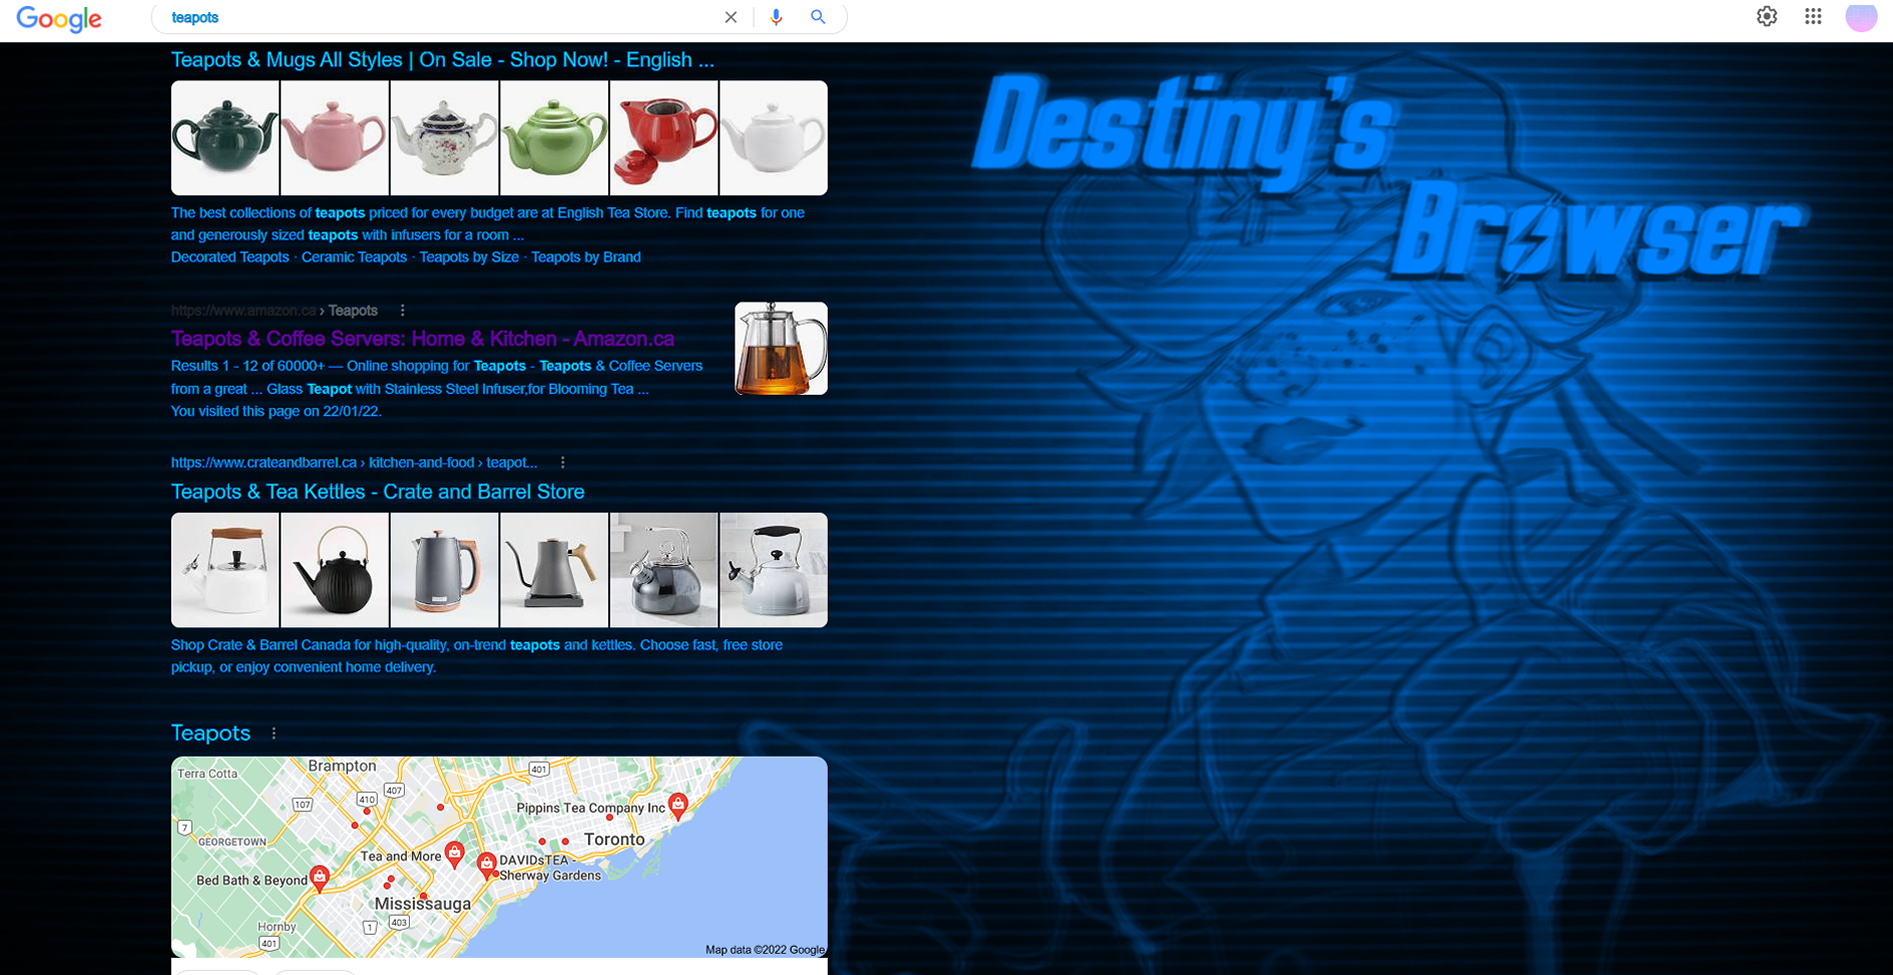 Google
teapots
Destiny's
Browser
Teapots & Mugs All Styles | On Sale - Shop Now! - English ...
The best collections of teapots priced for every budget are at English Tea Store. Find teapots for one
and generously sized teapots with infusers for a room ...
Decorated Teapots · Ceramic Teapots · Teapots by Size · Teapots by Brand
https://www.amazon.ca › Teapots
Teapots & Coffee Servers: Home & Kitchen - Amazon.ca
Results 1 - 12 of 60000+ — Online shopping for Teapots - Teapots & Coffee Servers
from a great ... Glass Teapot with Stainless Steel Infuser,for Blooming Tea ...
You visited this page on 22/01/22.
https://www.crateandbarrel.ca › kitchen-and-food › teapot...
Teapots & Tea Kettles - Crate and Barrel Store
Shop Crate & Barrel Canada for high-quality, on-trend teapots and kettles. Choose fast, free store
pickup, or enjoy convenient home delivery.
Teapots
Terra Cotta
Brampton
401
407
410
107
Pippins Tea Company Inc
7
GEORGETOWN
Toronto
Tea and More
DAVIDsTEA -
Sherway Gardens
Bed Bath & Beyond
Mississauga
403
1
Hornby
401
Map data ©2022 Google